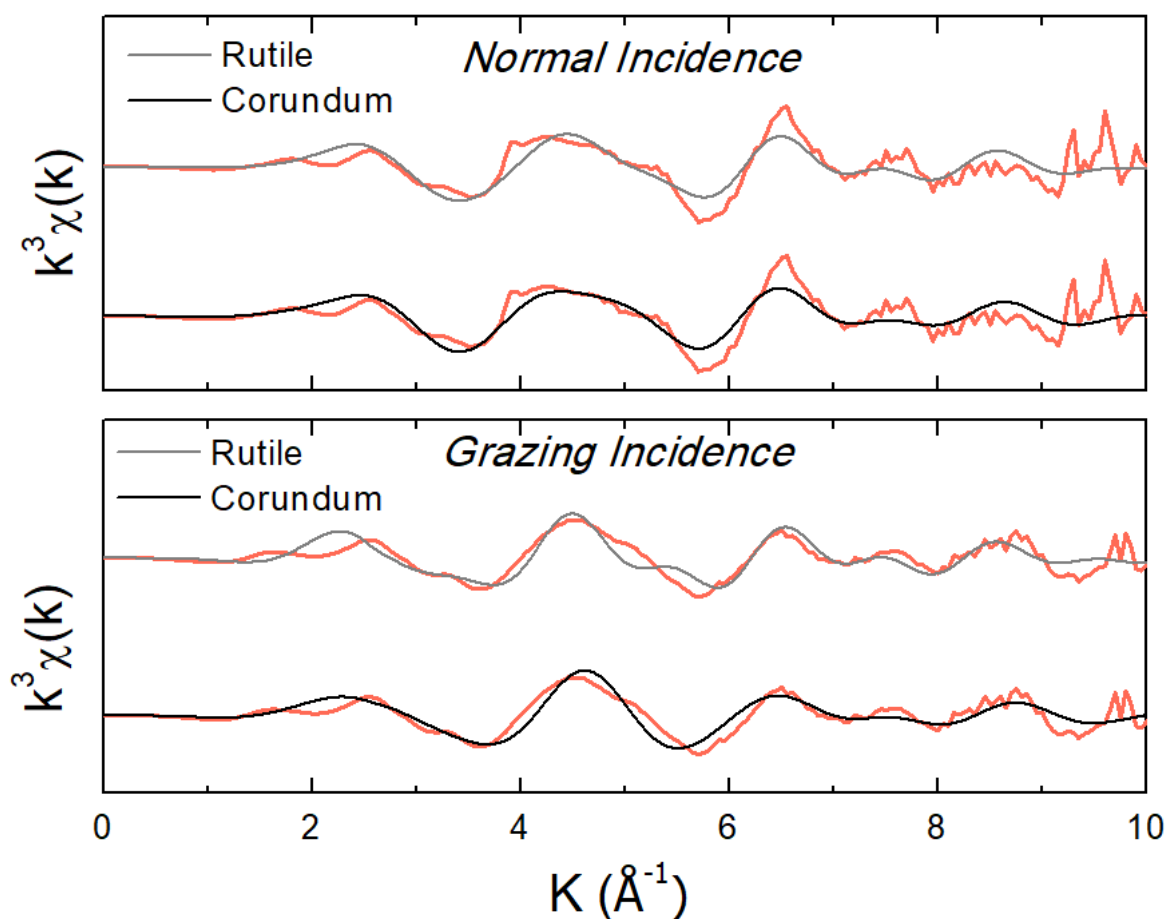 Normal Incidence
Rutile
Corundum
k³χ(k)
Grazing Incidence
Rutile
Corundum
k³χ(k)
0 2 4 6 8 10
K (Å⁻¹)